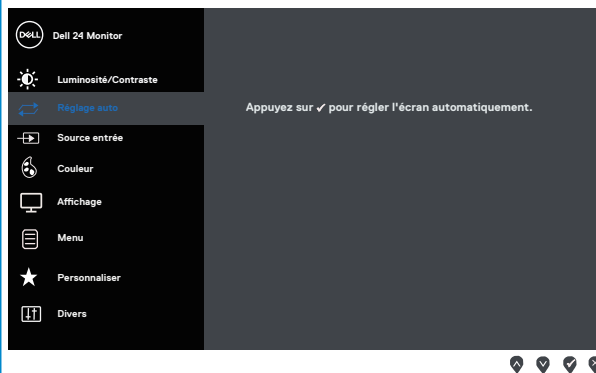 DELL Dell 24 Monitor
Luminosité/Contraste
Réglage auto
Appuyez sur ✓ pour régler l'écran automatiquement.
Source entrée
Couleur
Affichage
Menu
Personnaliser
Divers